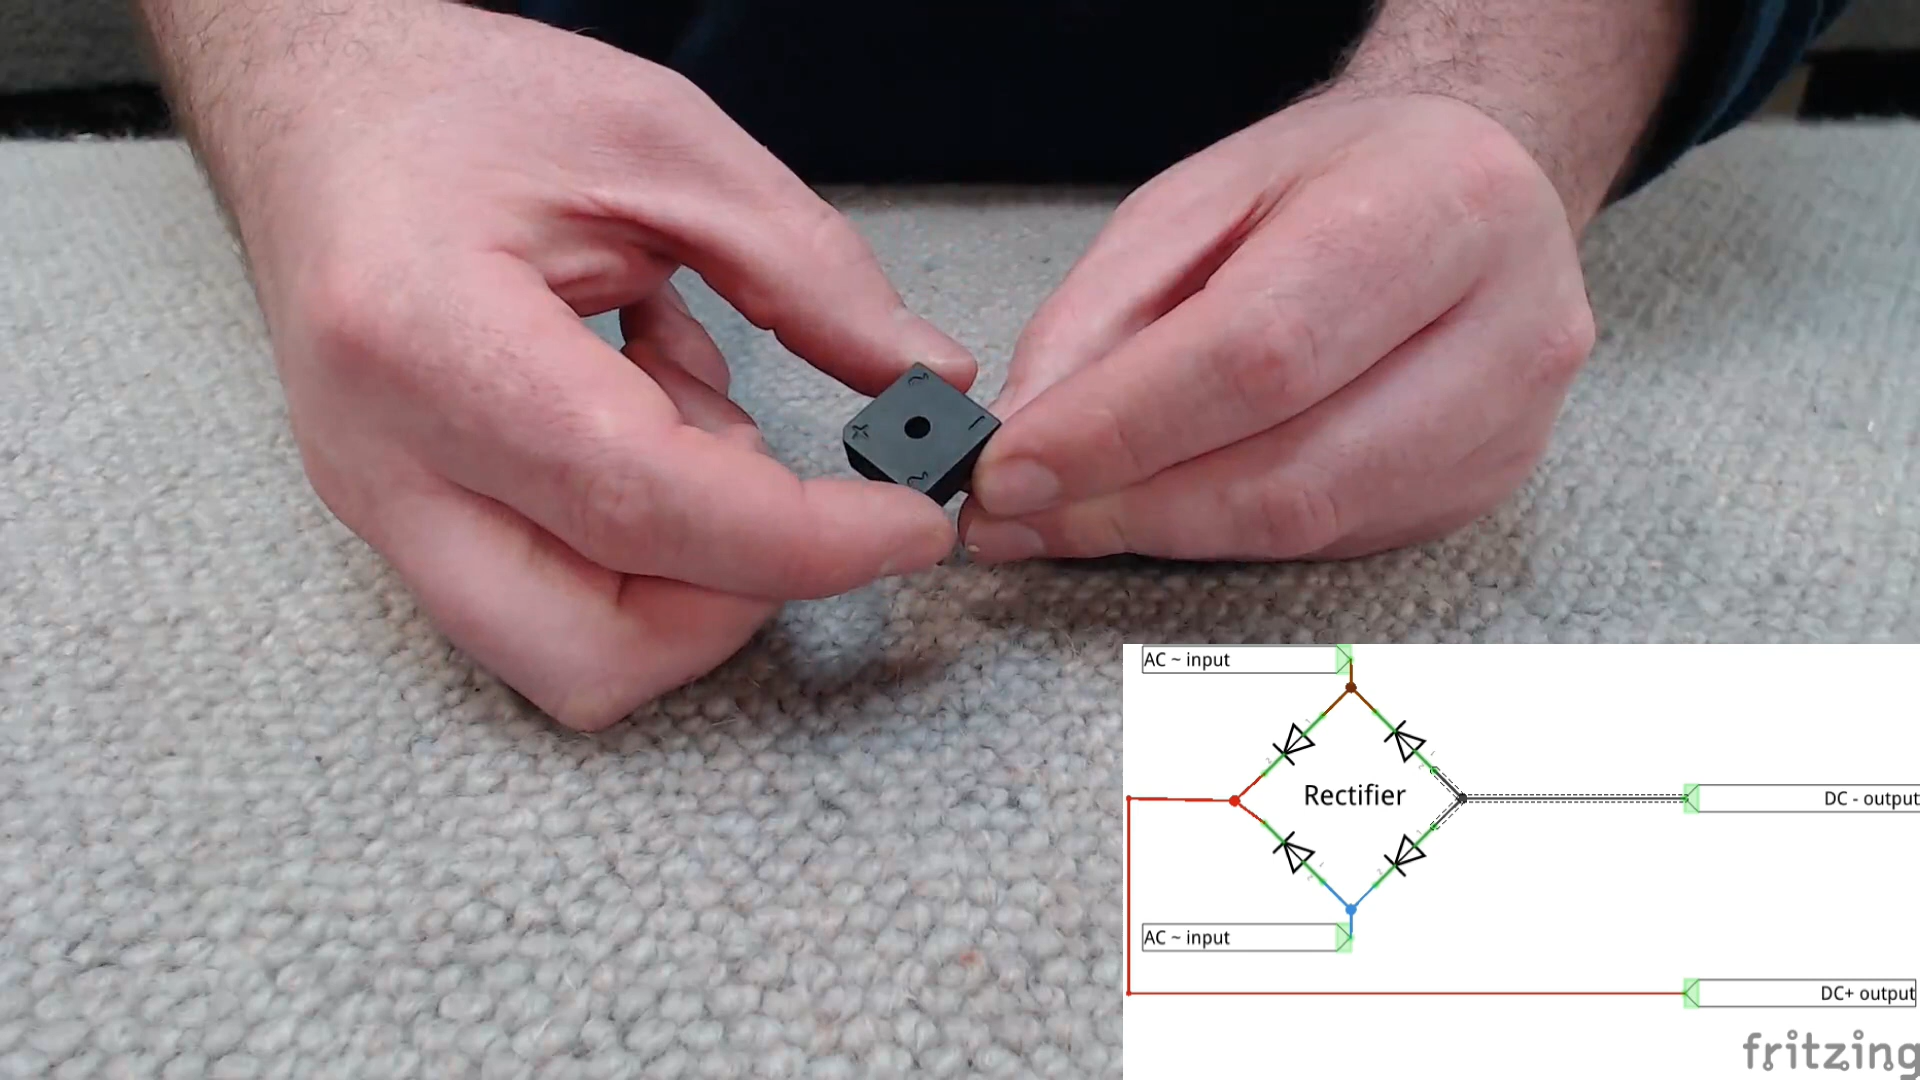 ~
+
–
~
AC ~ input
Rectifier
DC - output
AC ~ input
DC+ output
fritzing